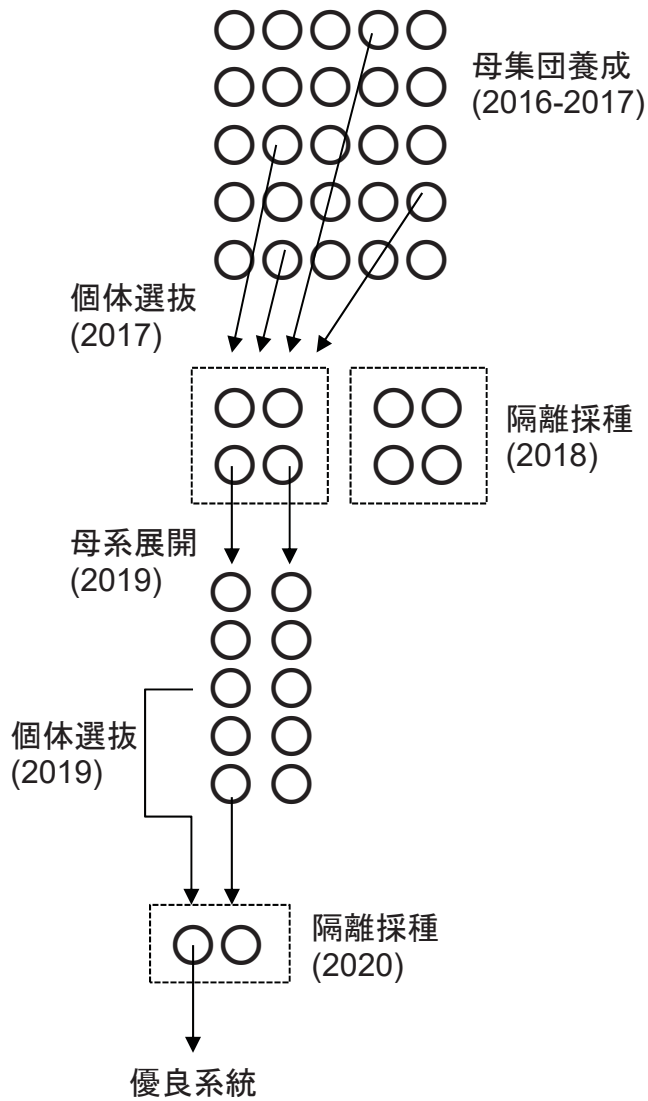 母集団養成
(2016-2017)
個体選抜
(2017)
隔離採種
(2018)
母系展開
(2019)
個体選抜
(2019)
隔離採種
(2020)
優良系統